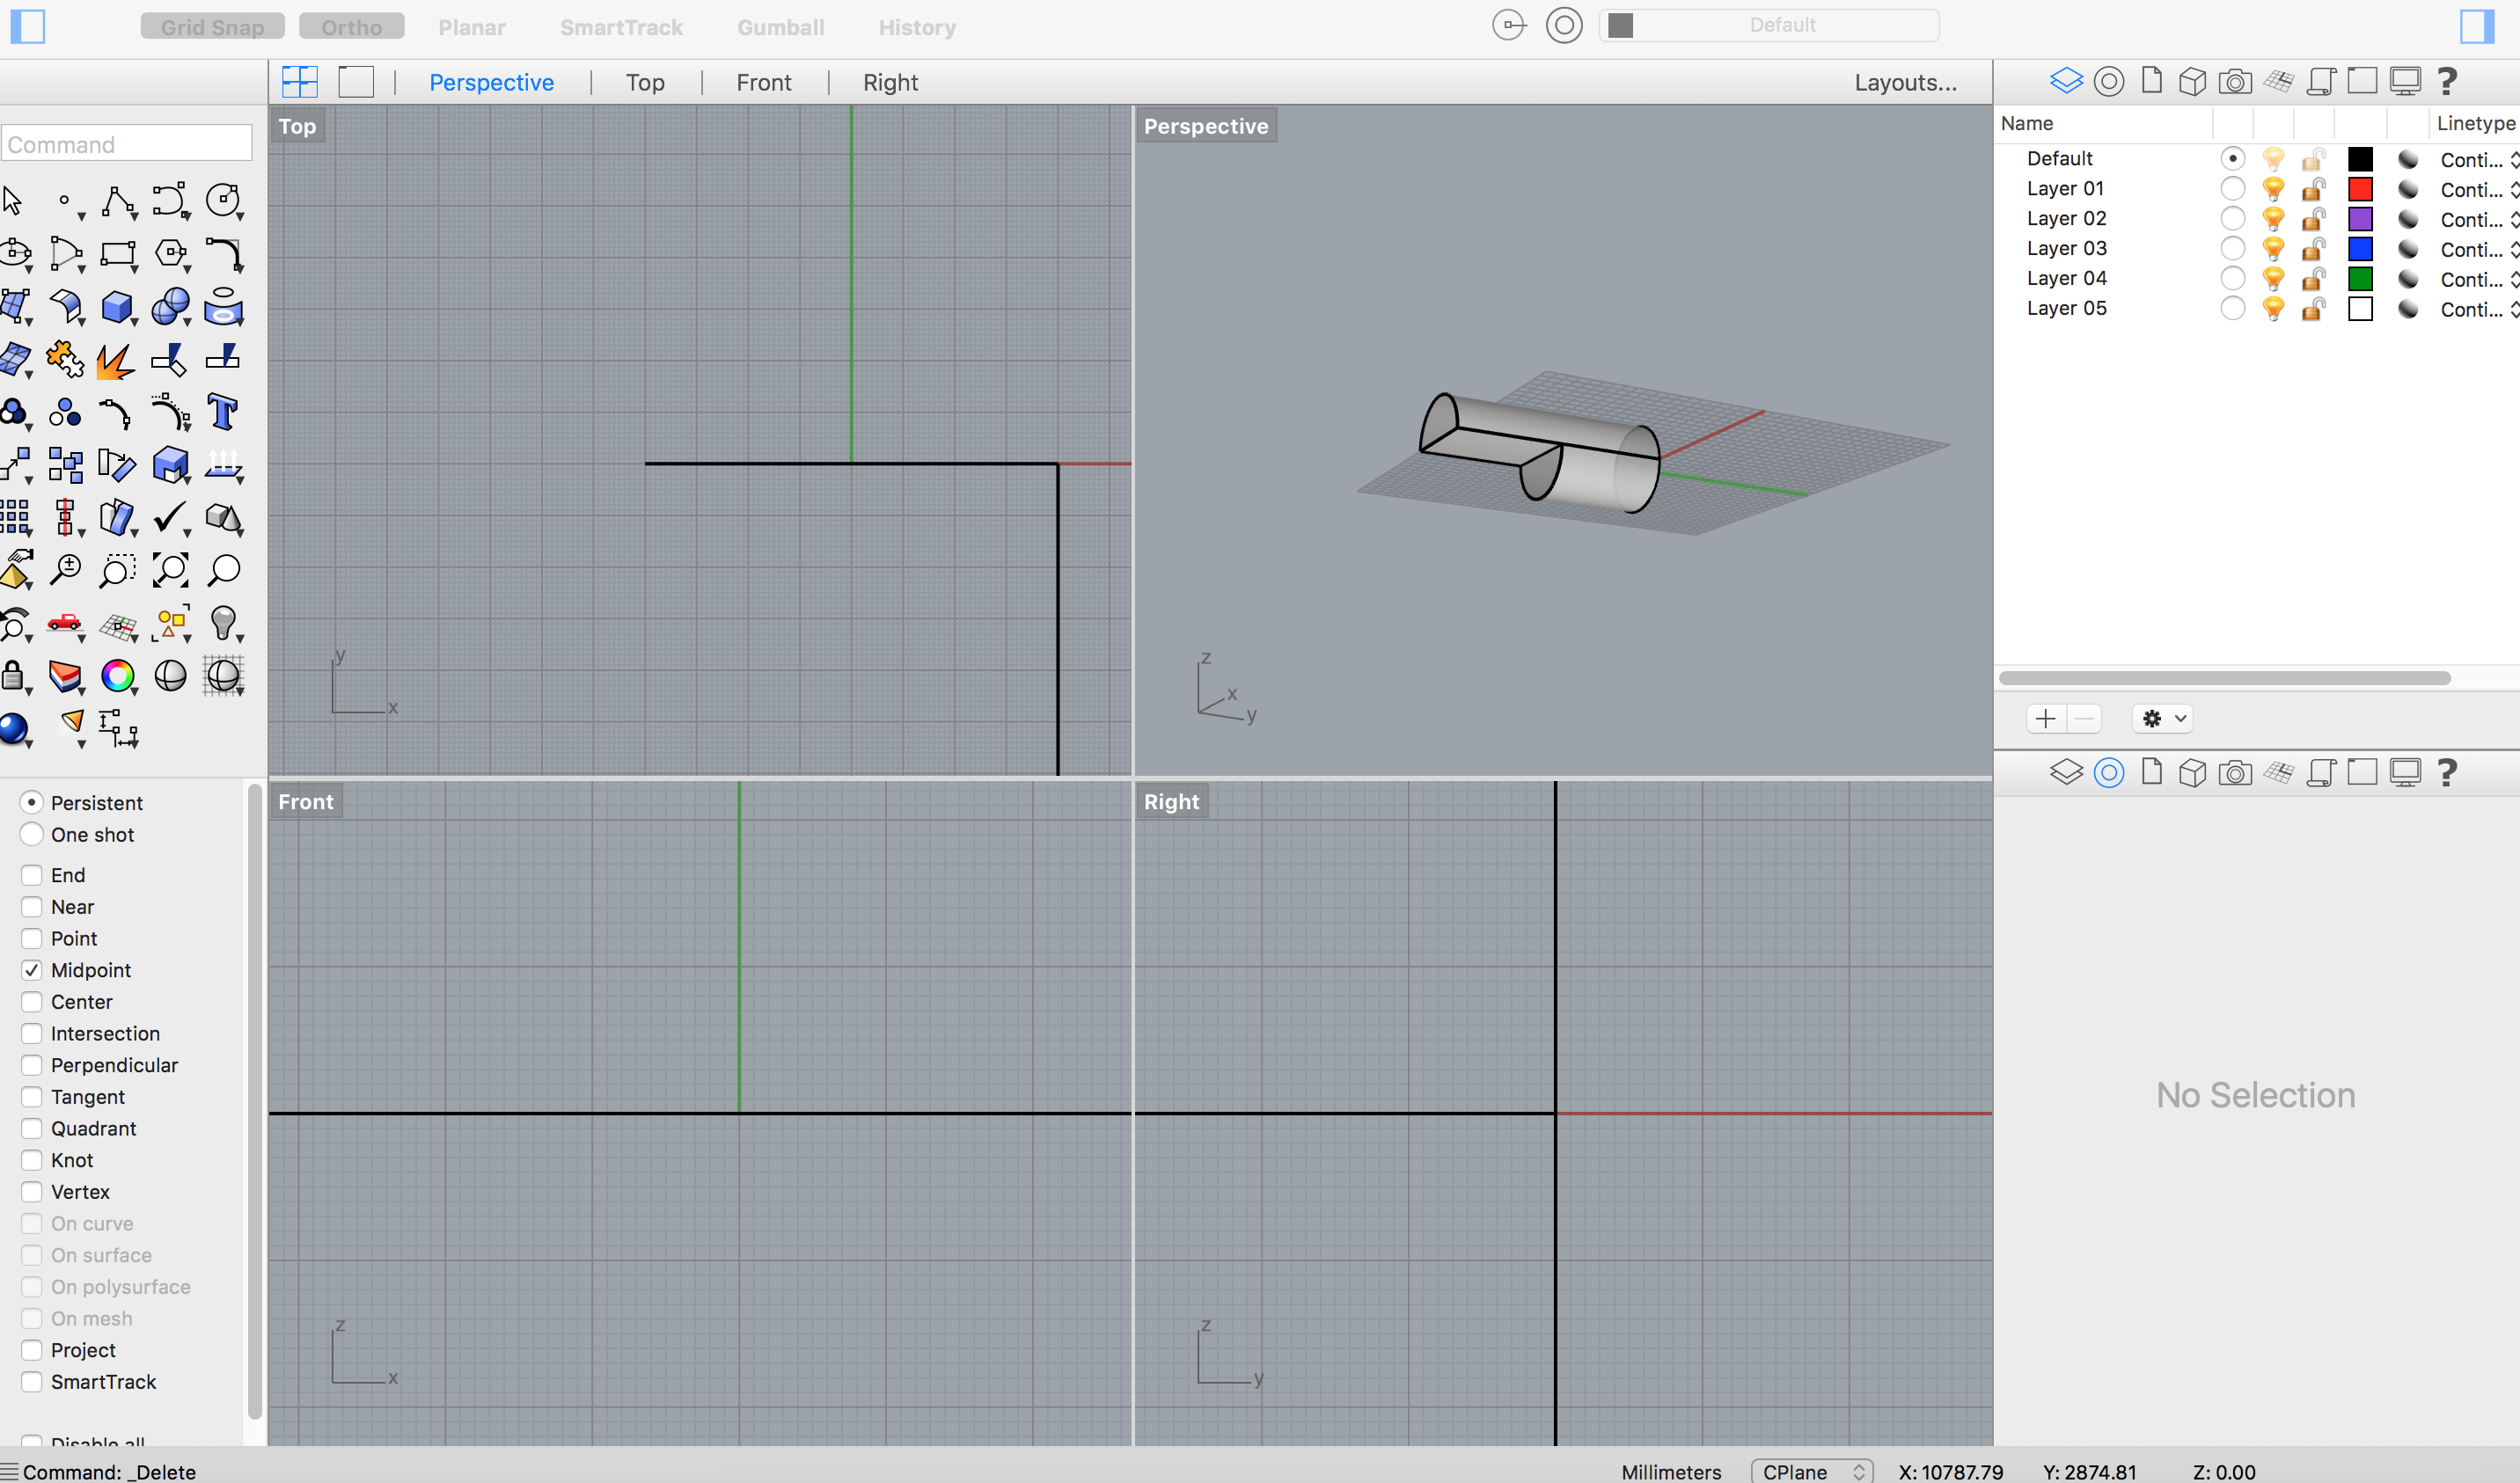 Grid Snap Ortho Planar SmartTrack Gumball History Default
Perspective Top Front Right Layouts...
Command
Top
y
x
Perspective
z
x
y
Front
z
x
Right
z
y
Name Linetype
Default Conti...
Layer 01 Conti...
Layer 02 Conti...
Layer 03 Conti...
Layer 04 Conti...
Layer 05 Conti...
No Selection
Persistent
One shot
End
Near
Point
Midpoint
Center
Intersection
Perpendicular
Tangent
Quadrant
Knot
Vertex
On curve
On surface
On polysurface
On mesh
Project
SmartTrack
Disable all
Command: _Delete Millimeters CPlane X: 10787.79 Y: 2874.81 Z: 0.00